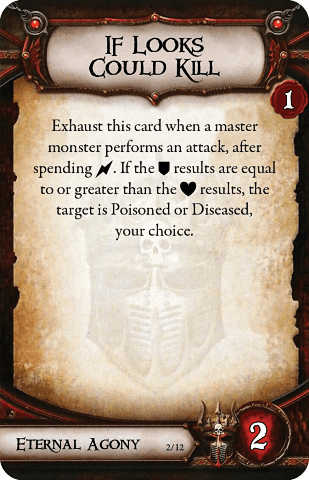 If Looks
Could Kill
1
Exhaust this card when a master
monster performs an attack, after
spending . If the results are equal
to or greater than the results, the
target is Poisoned or Diseased,
your choice.
Eternal Agony 2/12 2